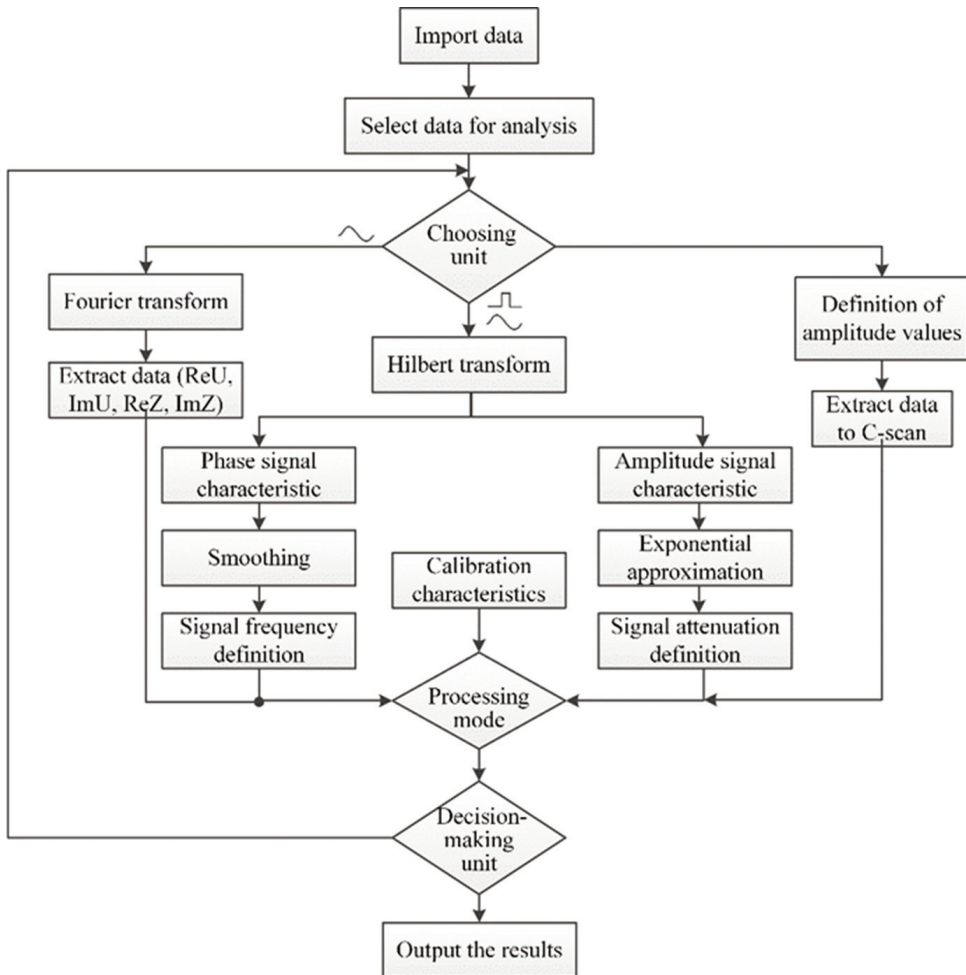 Import data
Select data for analysis
Choosing
unit
Fourier transform
Extract data (ReU,
ImU, ReZ, ImZ)
Hilbert transform
Definition of
amplitude values
Extract data
to C-scan
Phase signal
characteristic
Smoothing
Signal frequency
definition
Calibration
characteristics
Amplitude signal
characteristic
Exponential
approximation
Signal attenuation
definition
Processing
mode
Decision-
making
unit
Output the results